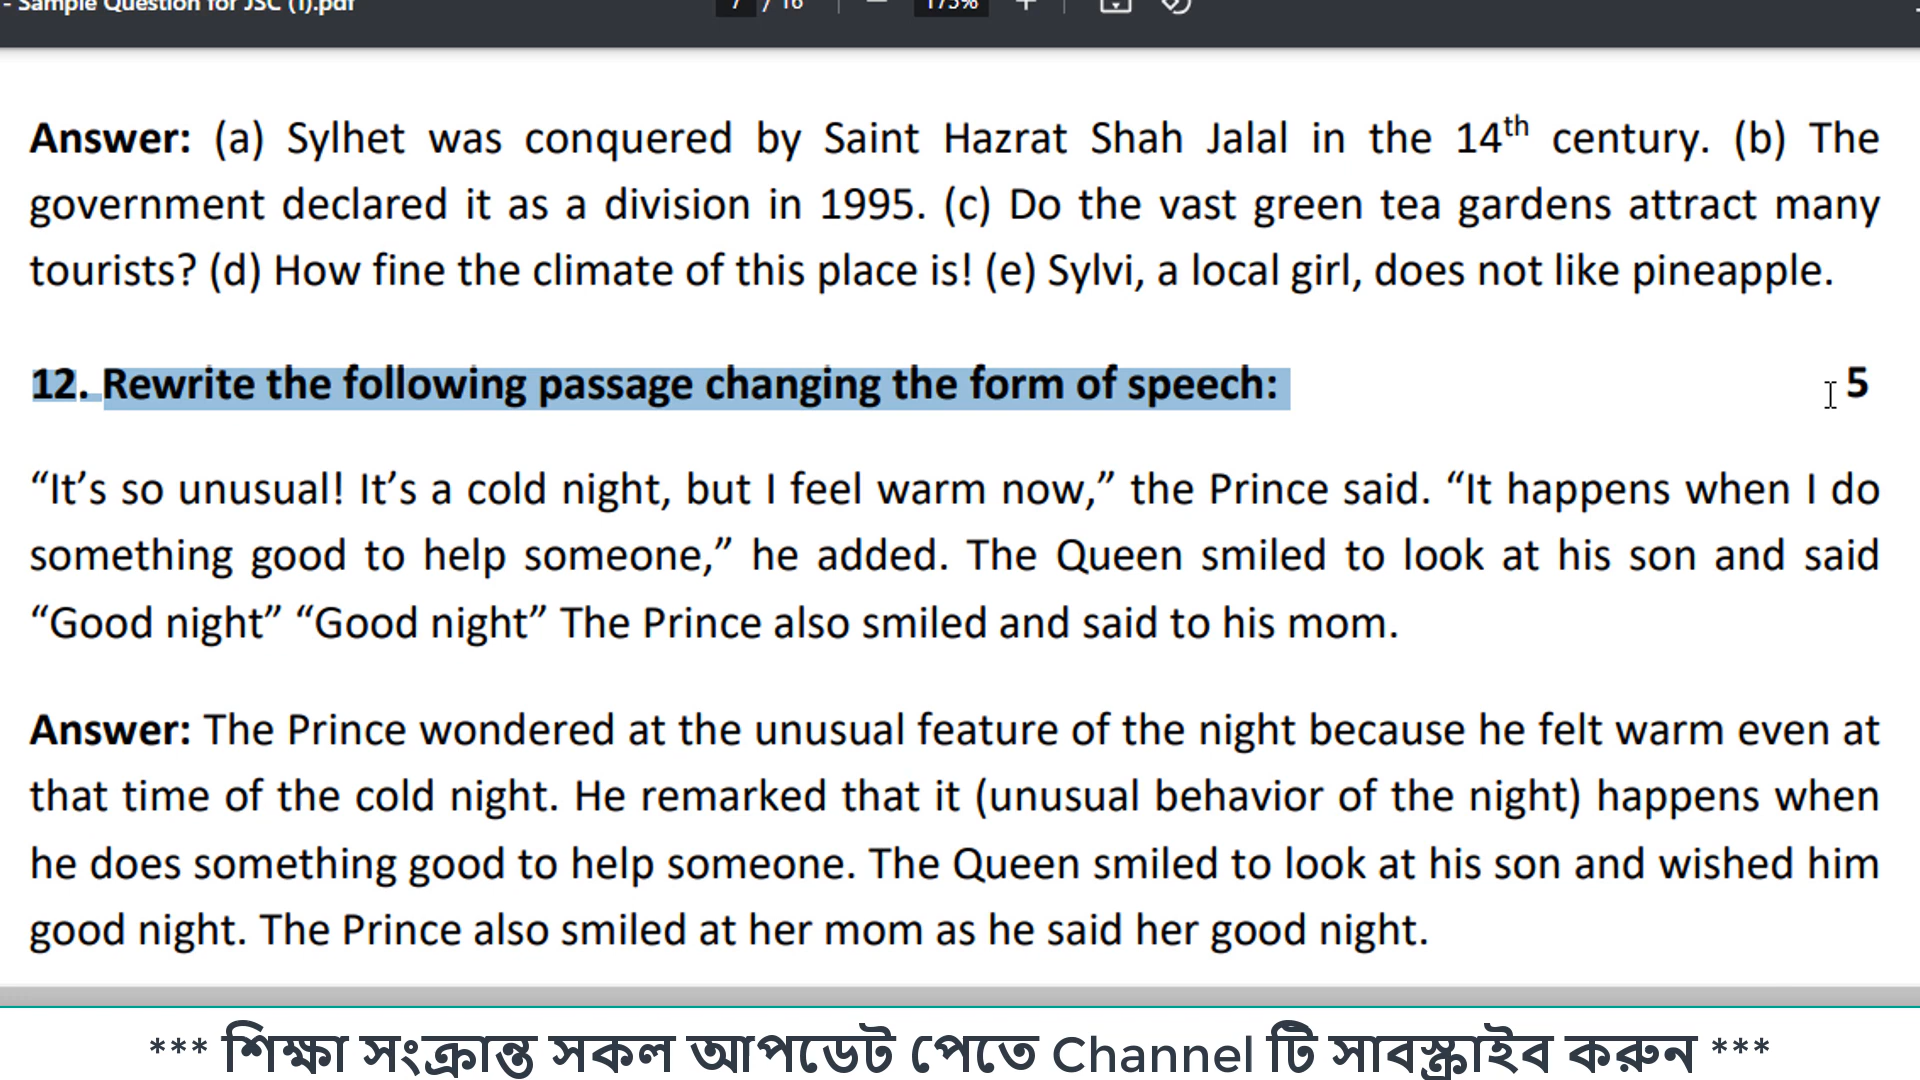 - Sample Question for JSC (1).pdf
7 / 16 — 175% +
Answer: (a) Sylhet was conquered by Saint Hazrat Shah Jalal in the 14th century. (b) The
government declared it as a division in 1995. (c) Do the vast green tea gardens attract many
tourists? (d) How fine the climate of this place is! (e) Sylvi, a local girl, does not like pineapple.
12. Rewrite the following passage changing the form of speech: 5
“It’s so unusual! It’s a cold night, but I feel warm now,” the Prince said. “It happens when I do
something good to help someone,” he added. The Queen smiled to look at his son and said
“Good night” “Good night” The Prince also smiled and said to his mom.
Answer: The Prince wondered at the unusual feature of the night because he felt warm even at
that time of the cold night. He remarked that it (unusual behavior of the night) happens when
he does something good to help someone. The Queen smiled to look at his son and wished him
good night. The Prince also smiled at her mom as he said her good night.
*** শিক্ষা সংক্রান্ত সকল আপডেট পেতে Channel টি সাবস্ক্রাইব করুন ***